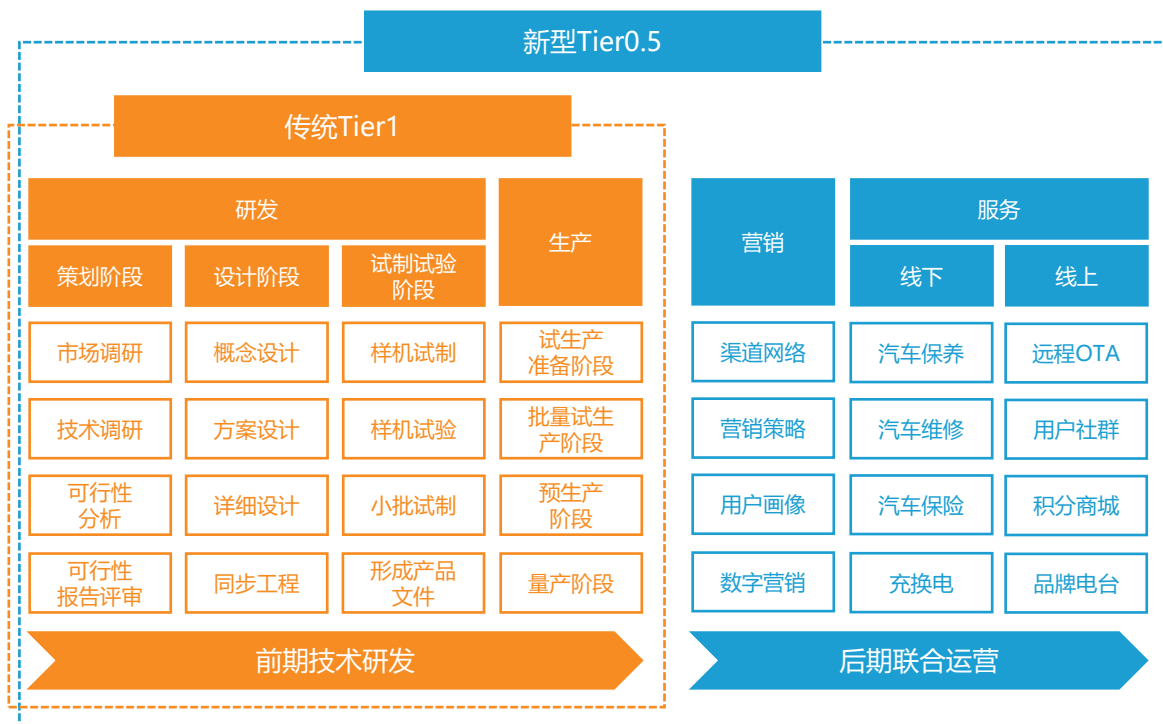 新型Tier0.5
传统Tier1
研发
生产
营销
服务
策划阶段
设计阶段
试制试验
阶段
线下
线上
市场调研
概念设计
样机试制
试生产
准备阶段
渠道网络
汽车保养
远程OTA
技术调研
方案设计
样机试验
批量试生
产阶段
营销策略
汽车维修
用户社群
可行性
分析
详细设计
小批试制
预生产
阶段
用户画像
汽车保险
积分商城
可行性
报告评审
同步工程
形成产品
文件
量产阶段
数字营销
充换电
品牌电台
前期技术研发
后期联合运营